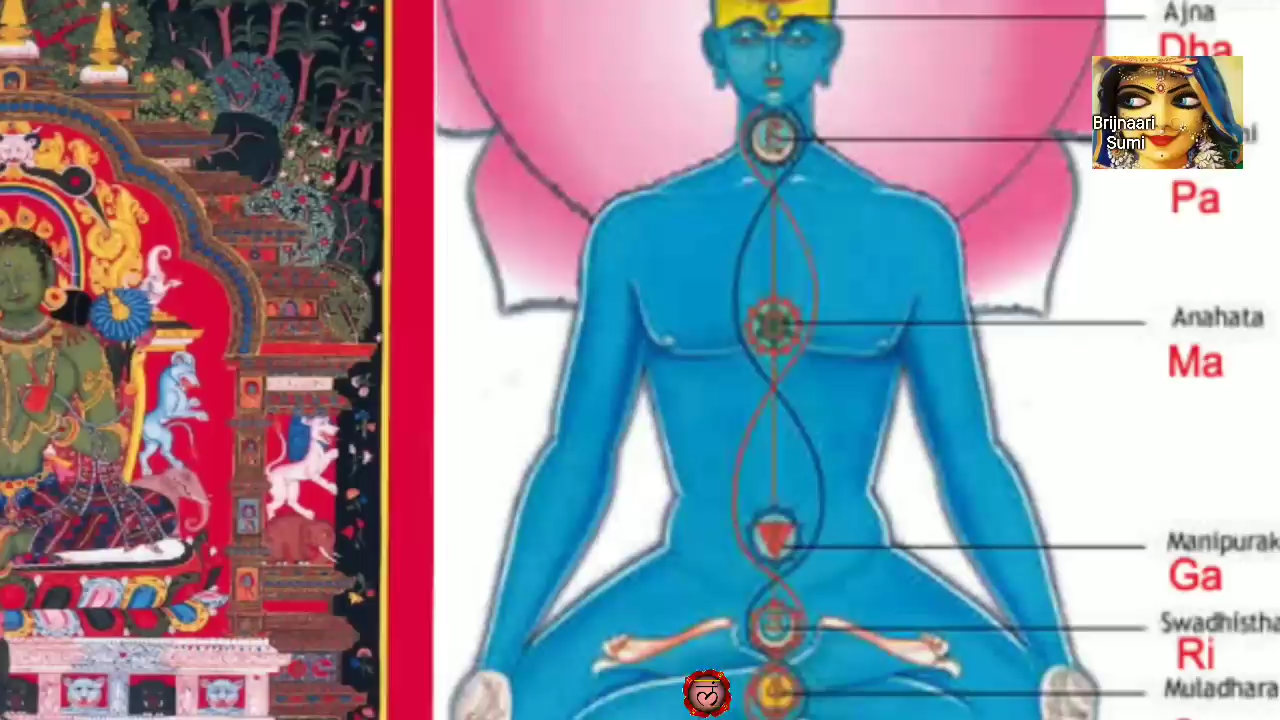 Ajna
Dha
Brijnaari
Sumi
Pa
Anahata
Ma
Manipurak
Ga
Swadhistha
Ri
Muladhara
लं